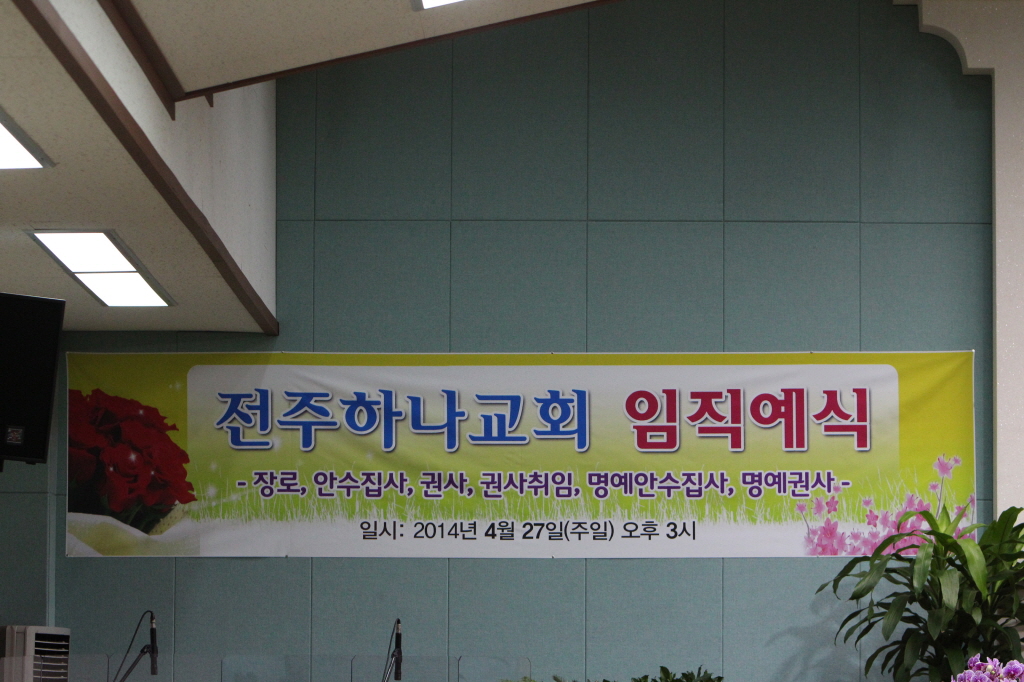 전주하나교회 임직예식
- 장로, 안수집사, 권사, 권사취임, 명예안수집사, 명예권사 -
일시: 2014년 4월 27일(주일) 오후 3시